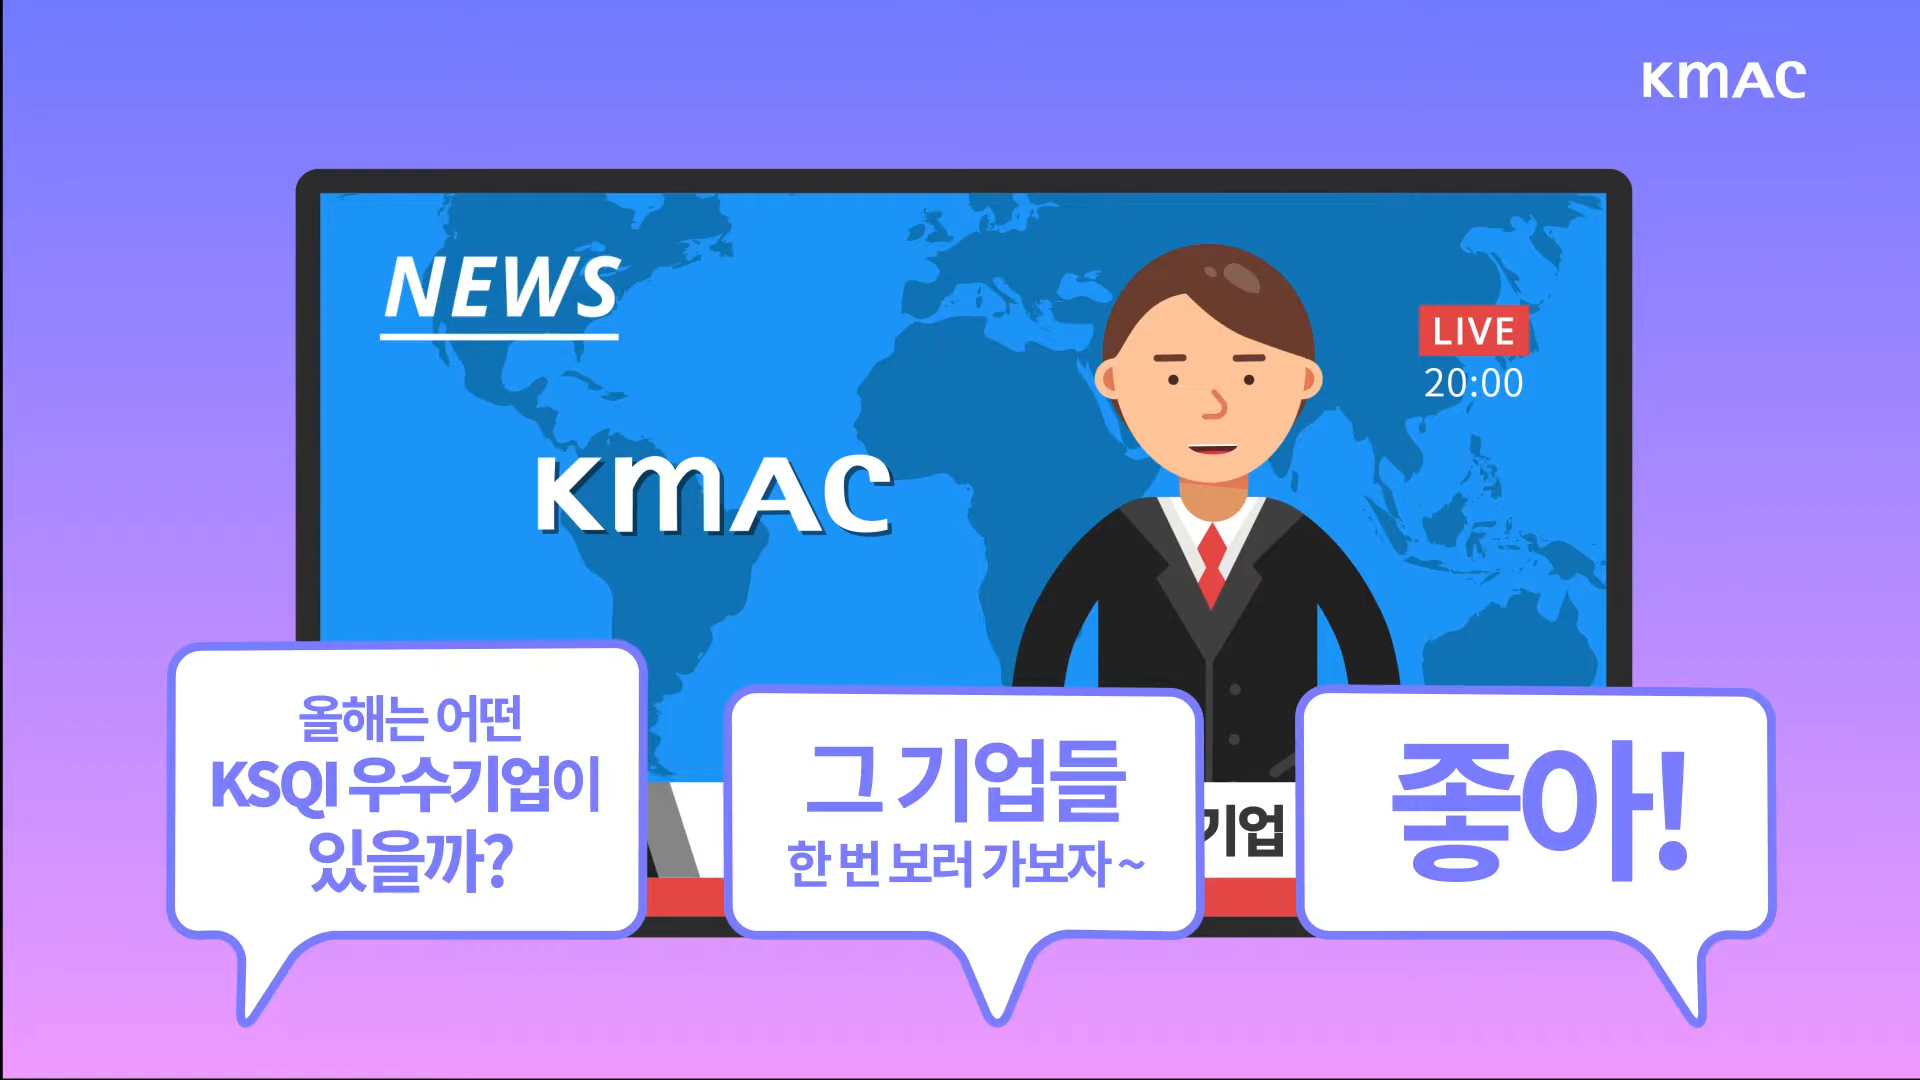 KMAC
NEWS
LIVE
20:00
KMAC
올해는 어떤
KSQI 우수기업이
있을까?
그 기업들
한 번 보러 가보자 ~
기업
좋아!